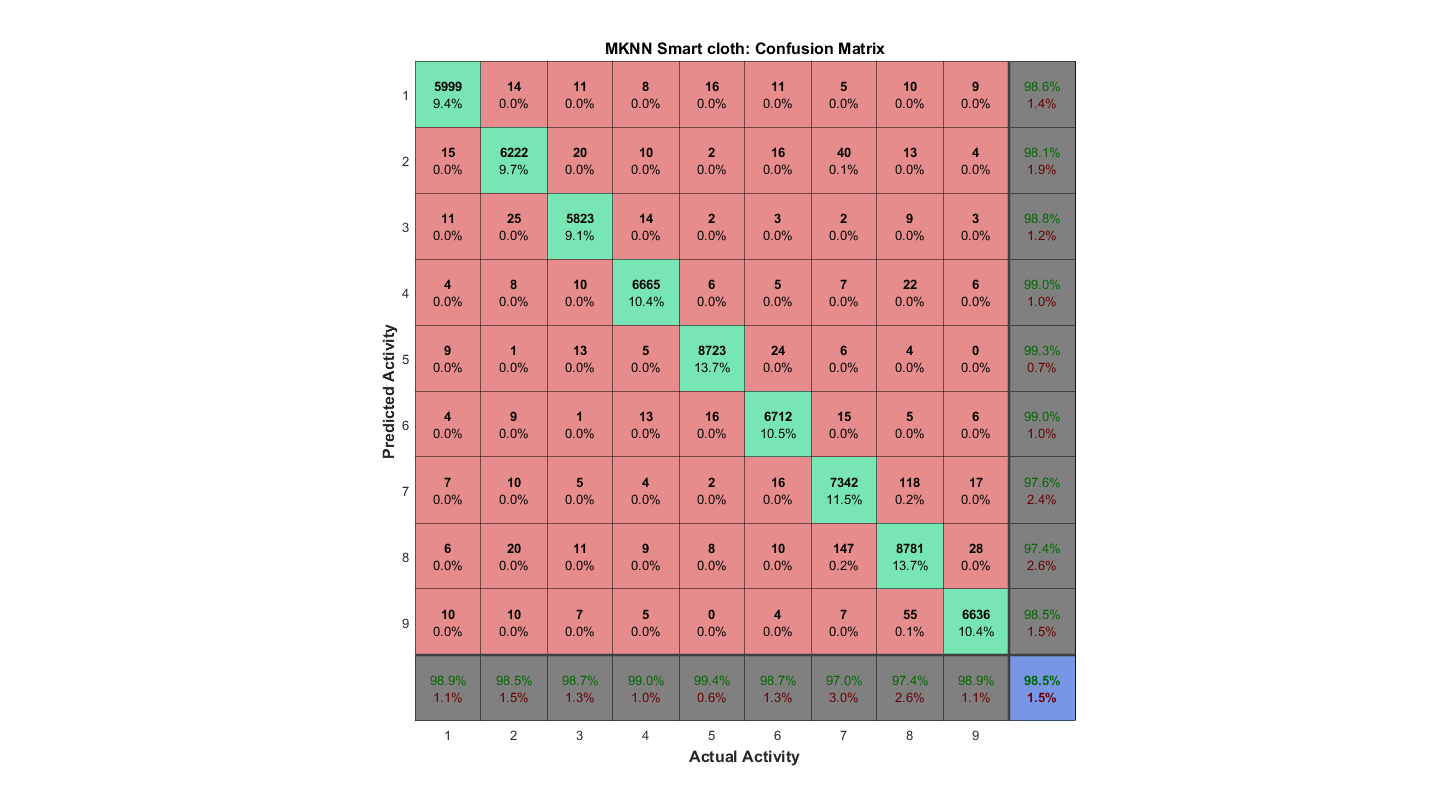 MKNN Smart cloth: Confusion Matrix
5999 14 11 8 16 11 5 10 9 98.6%
1
9.4% 0.0% 0.0% 0.0% 0.0% 0.0% 0.0% 0.0% 0.0% 1.4%
15 6222 20 10 2 16 40 13 4 98.1%
2
0.0% 9.7% 0.0% 0.0% 0.0% 0.0% 0.1% 0.0% 0.0% 1.9%
11 25 5823 14 2 3 2 9 3 98.8%
3
0.0% 0.0% 9.1% 0.0% 0.0% 0.0% 0.0% 0.0% 0.0% 1.2%
4 8 10 6665 6 5 7 22 6 99.0%
4
0.0% 0.0% 0.0% 10.4% 0.0% 0.0% 0.0% 0.0% 0.0% 1.0%
9 1 13 5 8723 24 6 4 0 99.3%
5
0.0% 0.0% 0.0% 0.0% 13.7% 0.0% 0.0% 0.0% 0.0% 0.7%
4 9 1 13 16 6712 15 5 6 99.0%
6
0.0% 0.0% 0.0% 0.0% 0.0% 10.5% 0.0% 0.0% 0.0% 1.0%
7 10 5 4 2 16 7342 118 17 97.6%
7
0.0% 0.0% 0.0% 0.0% 0.0% 0.0% 11.5% 0.2% 0.0% 2.4%
6 20 11 9 8 10 147 8781 28 97.4%
8
0.0% 0.0% 0.0% 0.0% 0.0% 0.0% 0.2% 13.7% 0.0% 2.6%
10 10 7 5 0 4 7 55 6636 98.5%
9
0.0% 0.0% 0.0% 0.0% 0.0% 0.0% 0.0% 0.1% 10.4% 1.5%
98.9% 98.5% 98.7% 99.0% 99.4% 98.7% 97.0% 97.4% 98.9% 98.5%
1.1% 1.5% 1.3% 1.0% 0.6% 1.3% 3.0% 2.6% 1.1% 1.5%
1 2 3 4 5 6 7 8 9
Predicted Activity
Actual Activity